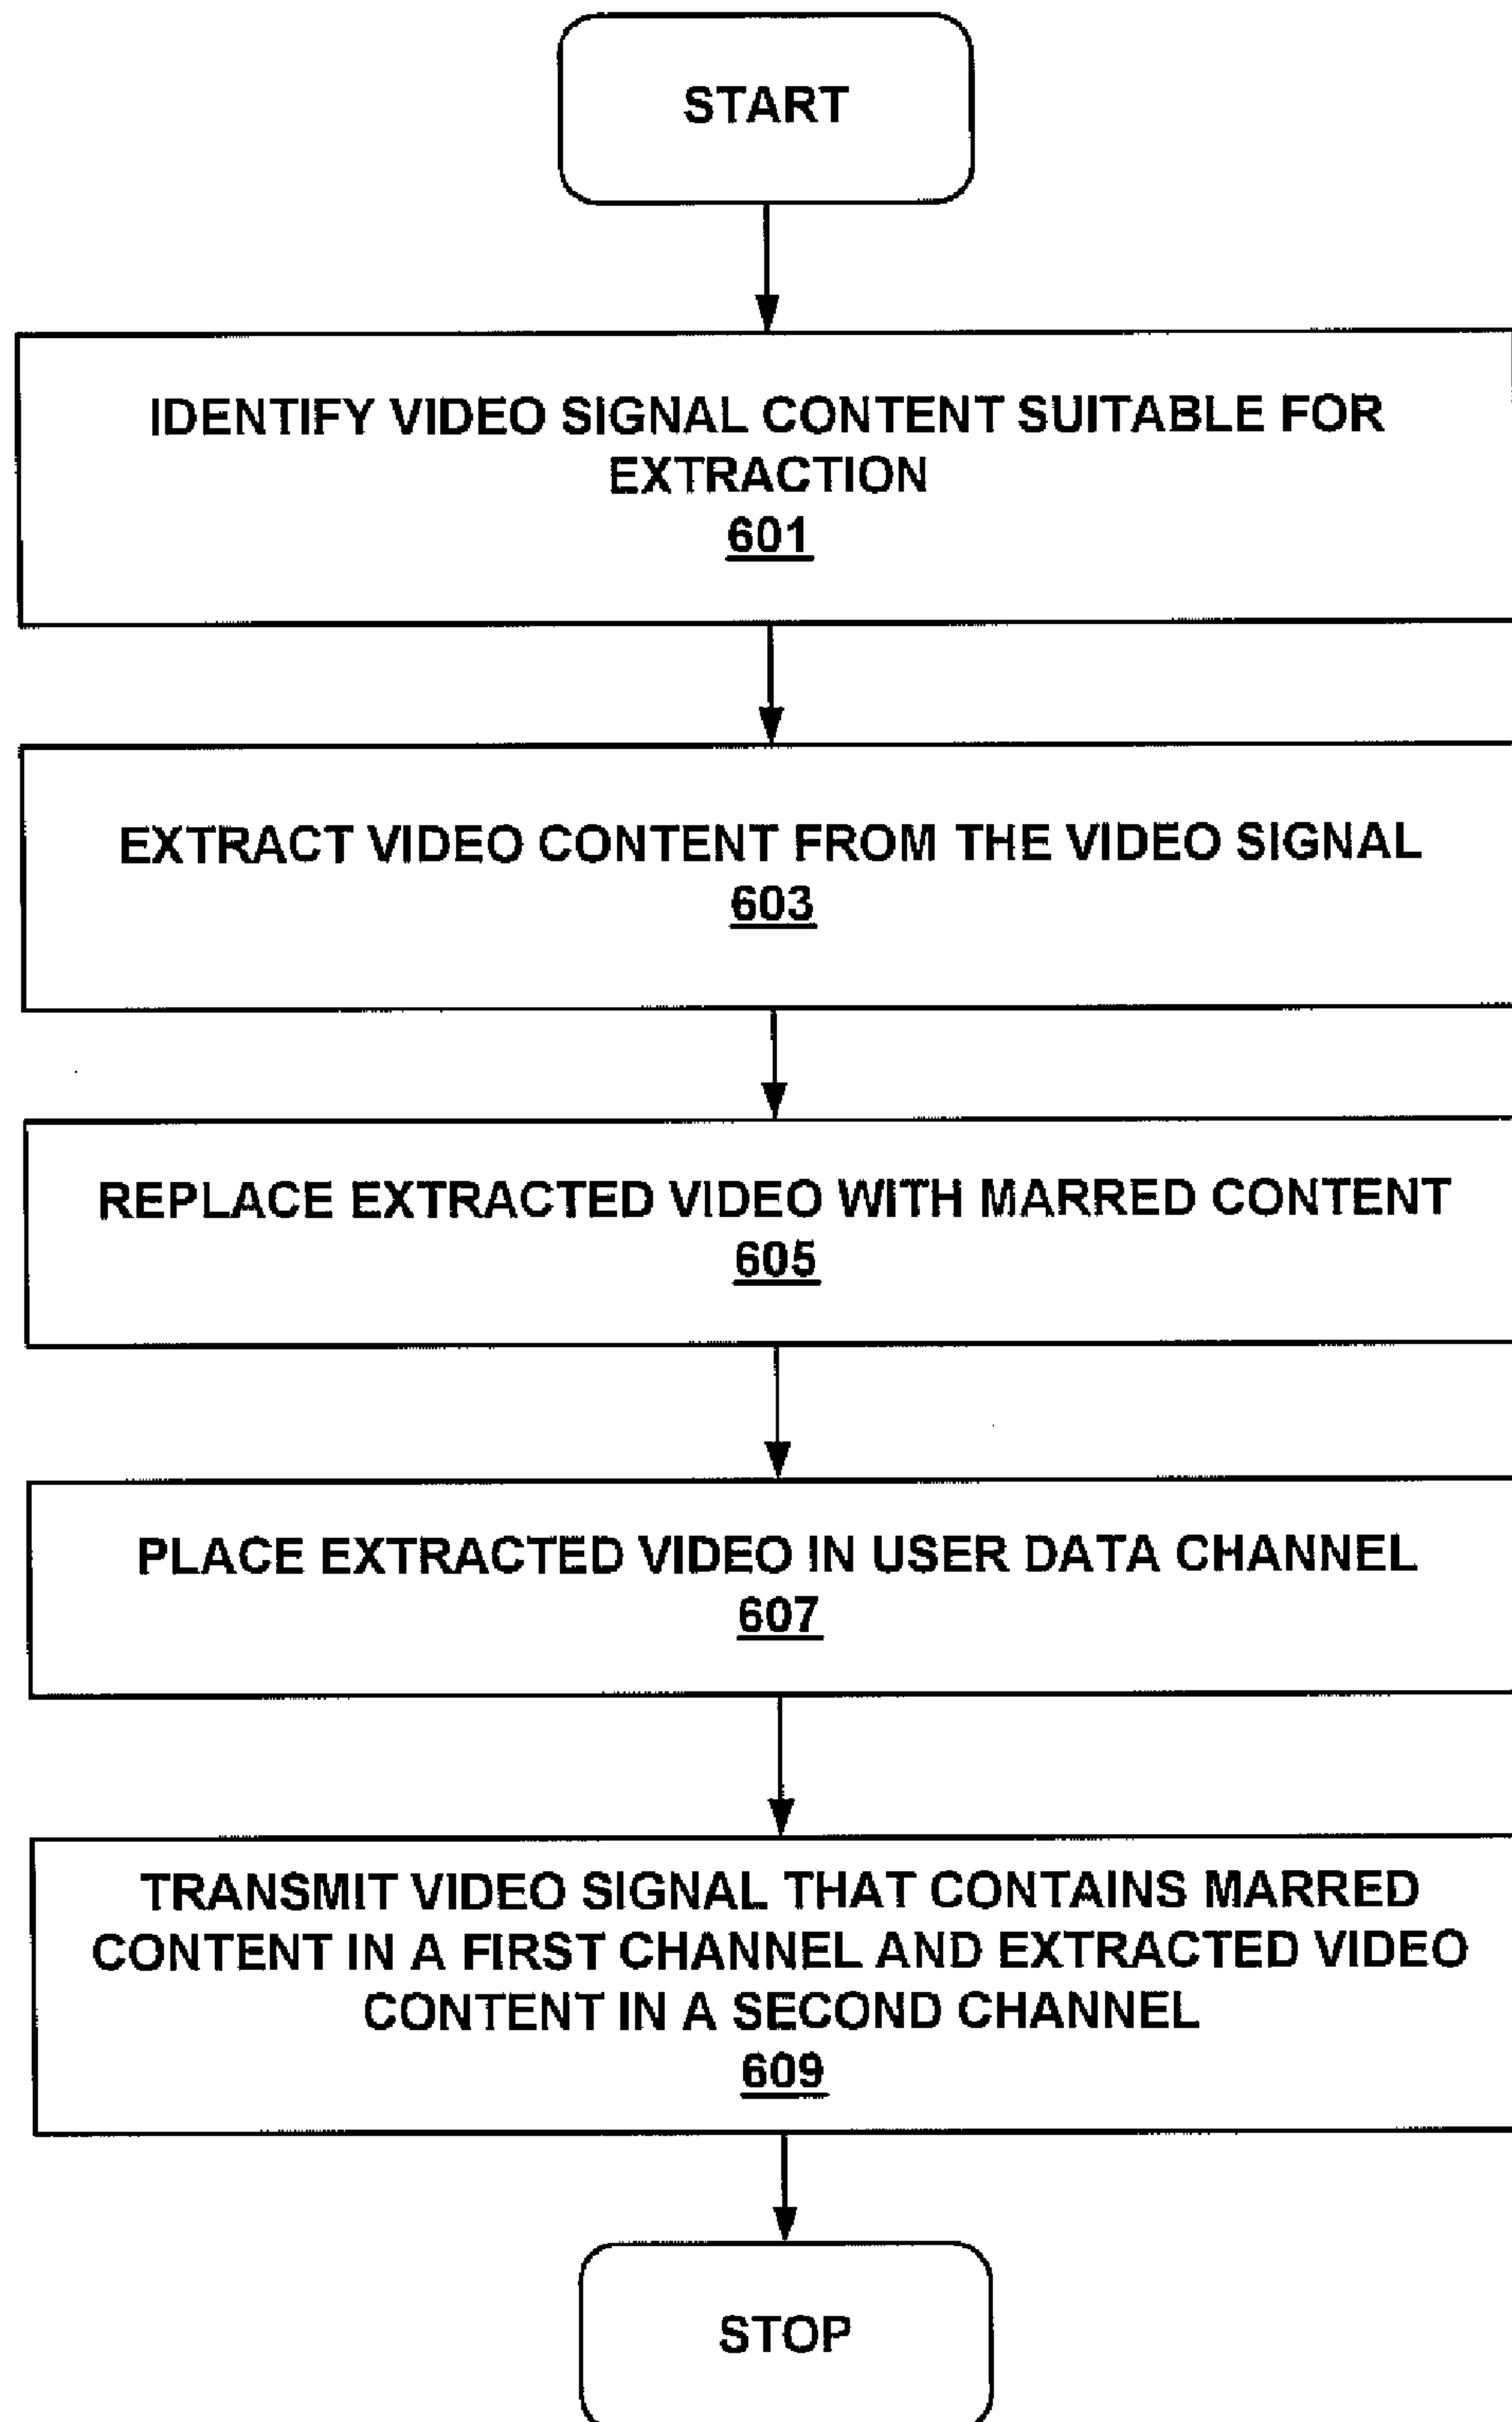 START
IDENTIFY VIDEO SIGNAL CONTENT SUITABLE FOR
EXTRACTION
601
EXTRACT VIDEO CONTENT FROM THE VIDEO SIGNAL
603
REPLACE EXTRACTED VIDEO WITH MARRED CONTENT
605
PLACE EXTRACTED VIDEO IN USER DATA CHANNEL
607
TRANSMIT VIDEO SIGNAL THAT CONTAINS MARRED
CONTENT IN A FIRST CHANNEL AND EXTRACTED VIDEO
CONTENT IN A SECOND CHANNEL
609
STOP